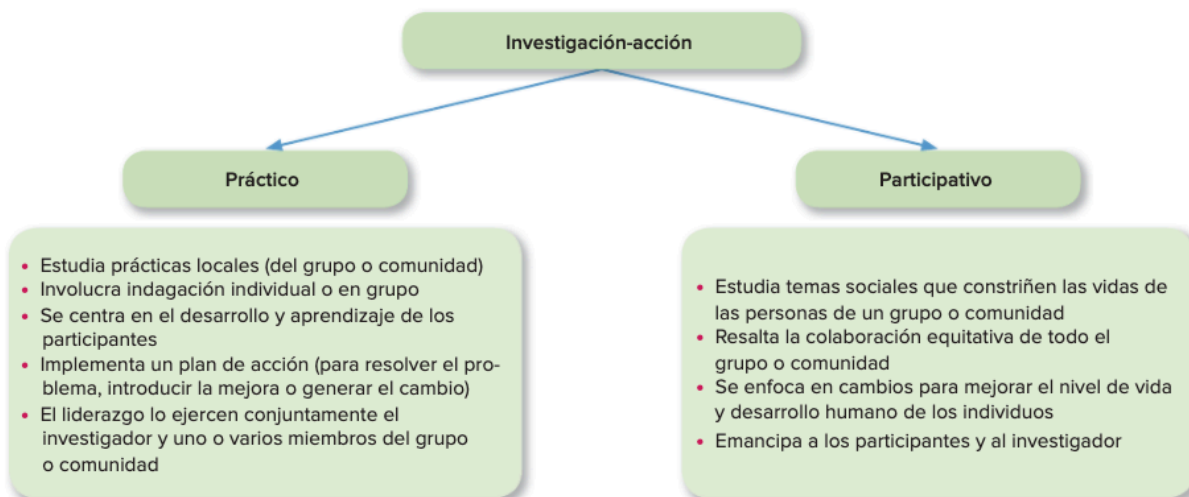 Investigación-acción
Práctico
• Estudia prácticas locales (del grupo o comunidad)
• Involucra indagación individual o en grupo
• Se centra en el desarrollo y aprendizaje de los
participantes
• Implementa un plan de acción (para resolver el pro-
blema, introducir la mejora o generar el cambio)
• El liderazgo lo ejercen conjuntamente el
investigador y uno o varios miembros del grupo
o comunidad
Participativo
• Estudia temas sociales que constriñen las vidas de
las personas de un grupo o comunidad
• Resalta la colaboración equitativa de todo el
grupo o comunidad
• Se enfoca en cambios para mejorar el nivel de vida
y desarrollo humano de los individuos
• Emancipa a los participantes y al investigador